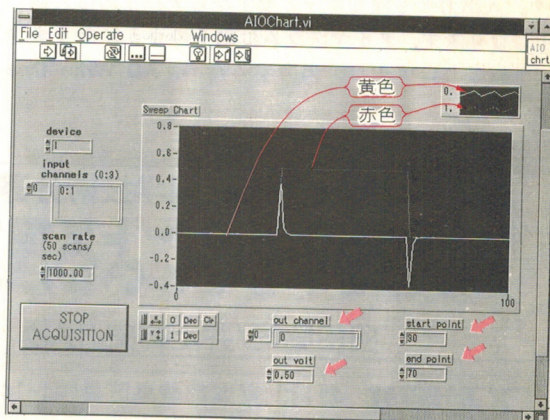 AIOChart.vi
File Edit Operate Windows
AIO
chrt
黄色
赤色
0.
1.
Sweep Chart
device
1
input
channels (0:3)
0
0:1
scan rate
(50 scans/
sec)
1000.00
STOP
ACQUISITION
0.8
0.6
0.4
0.2
0.0
-0.2
-0.4
0
100
0 Dec Clr
1 Dec
out channel
0
0
out volt
0.50
start point
30
end point
70